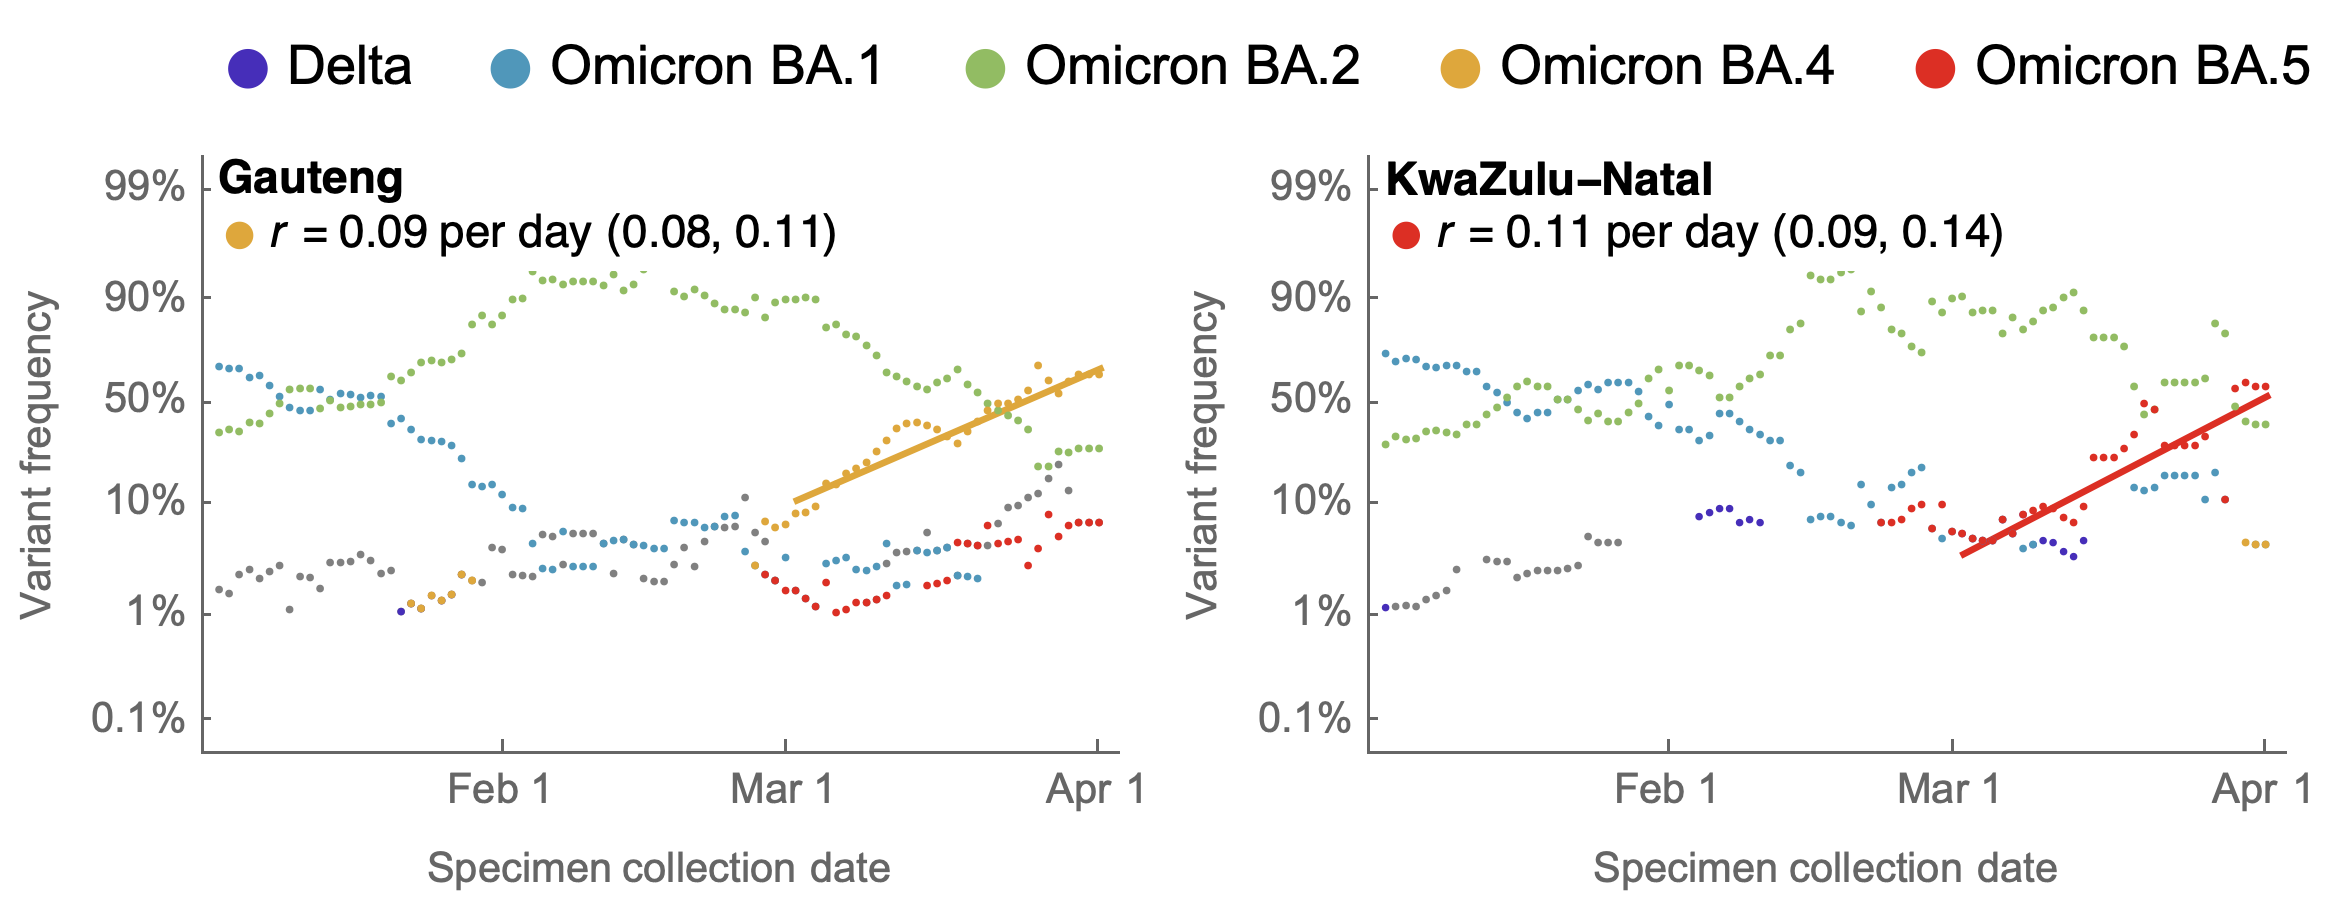 Delta Omicron BA.1 Omicron BA.2 Omicron BA.4 Omicron BA.5
Gauteng
r = 0.09 per day (0.08, 0.11)
99%
90%
50%
10%
1%
0.1%
Variant frequency
Feb 1 Mar 1 Apr 1
Specimen collection date
KwaZulu–Natal
r = 0.11 per day (0.09, 0.14)
99%
90%
50%
10%
1%
0.1%
Variant frequency
Feb 1 Mar 1 Apr 1
Specimen collection date